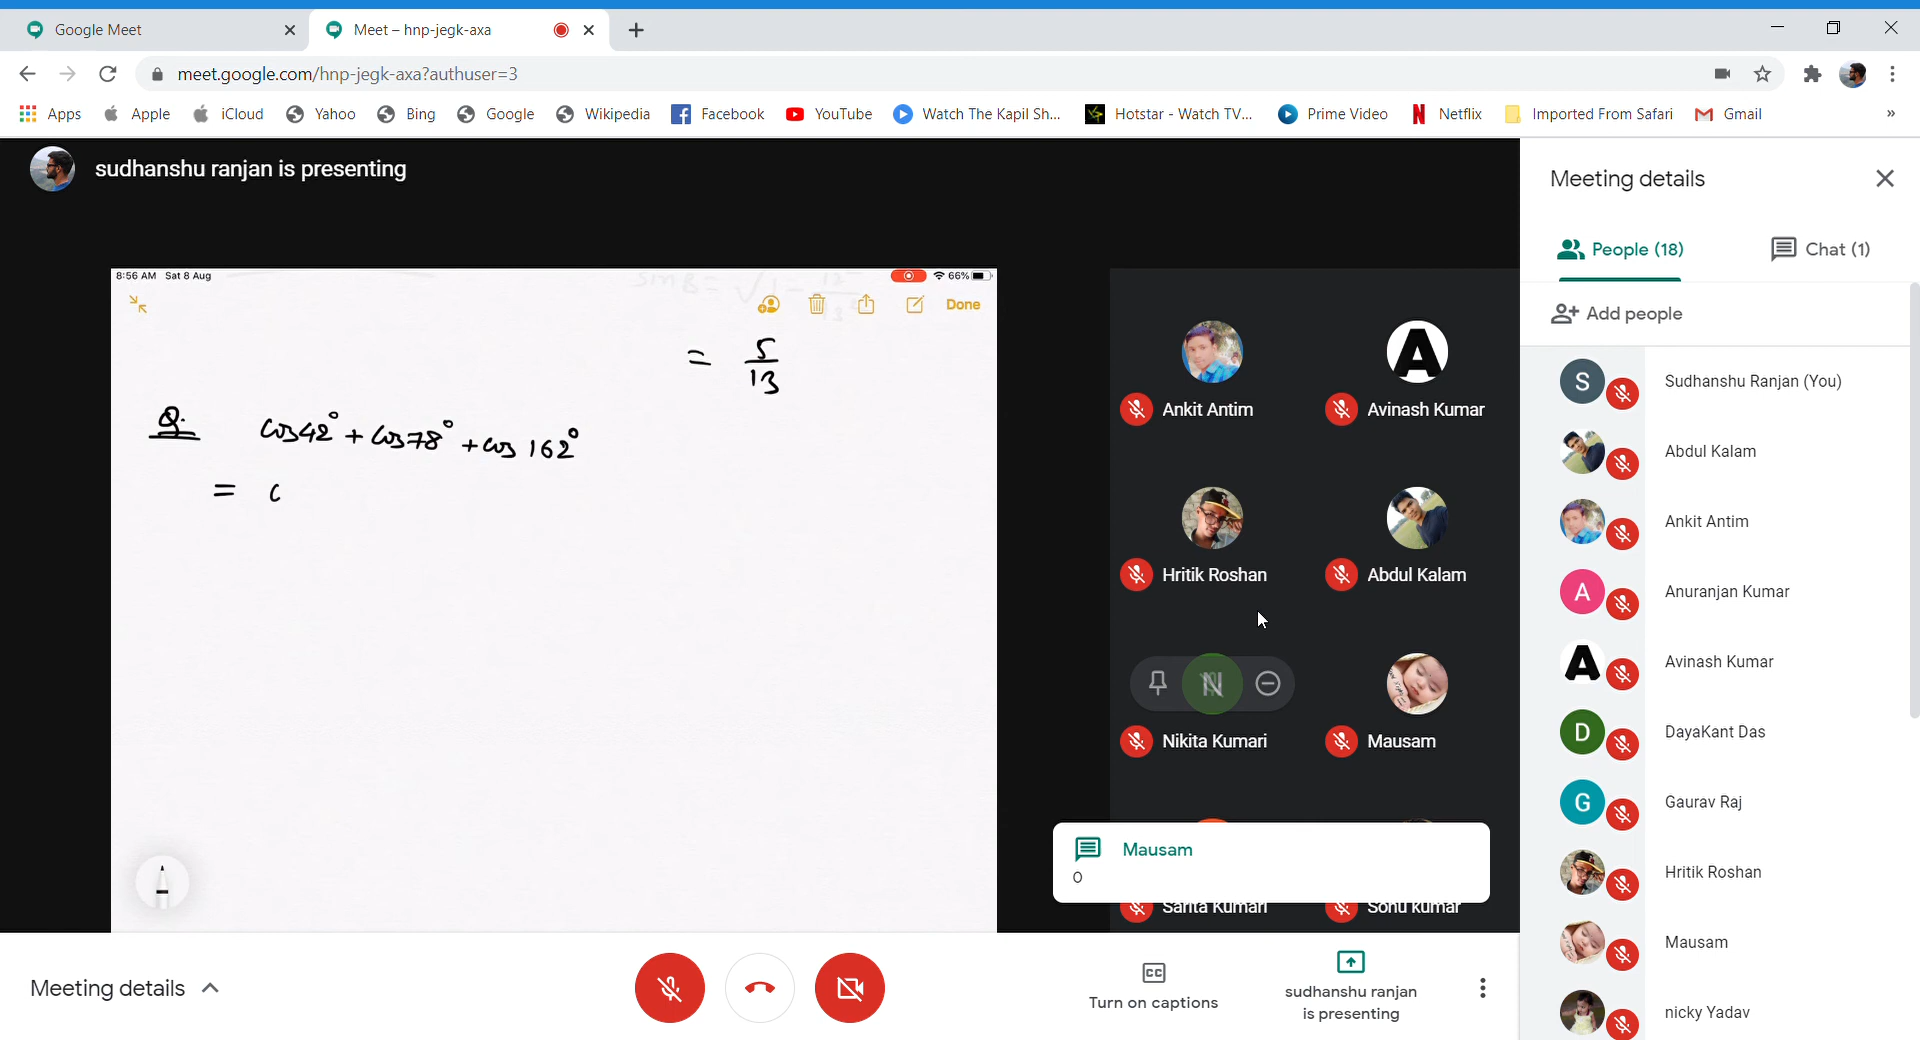 Google Meet
Meet – hnp-jegk-axa
meet.google.com/hnp-jegk-axa?authuser=3
Apps Apple iCloud Yahoo Bing Google Wikipedia Facebook YouTube Watch The Kapil Sh... Hotstar - Watch TV... Prime Video Netflix Imported From Safari Gmail »
sudhanshu ranjan is presenting
8:56 AM Sat 8 Aug 66%
Done
= 5/13
Q. cos42° + cos78° + cos 162°
=
Ankit Antim
Avinash Kumar
Hritik Roshan
Abdul Kalam
Nikita Kumari
Mausam
Mausam
0
Sarita Kumari
Sonu kumar
Meeting details
People (18)
Chat (1)
Add people
S Sudhanshu Ranjan (You)
Abdul Kalam
Ankit Antim
A Anuranjan Kumar
A Avinash Kumar
D DayaKant Das
G Gaurav Raj
Hritik Roshan
Mausam
nicky Yadav
Meeting details
CC
Turn on captions
sudhanshu ranjan
is presenting